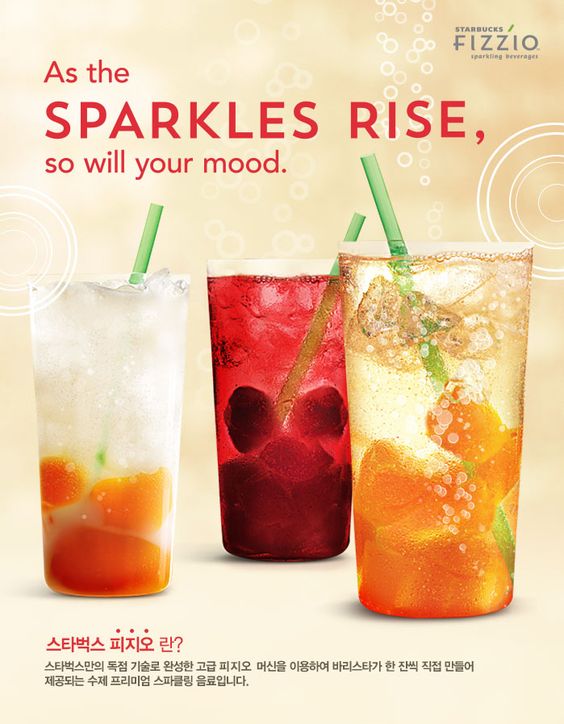 STARBUCKS
FIZZIO™
sparkling beverages
As the
SPARKLES RISE,
so will your mood.
스타벅스 피지오 란?
스타벅스만의 독점 기술로 완성한 고급 피지오 머신을 이용하여 바리스타가 한 잔씩 직접 만들어
제공되는 수제 프리미엄 스파클링 음료입니다.